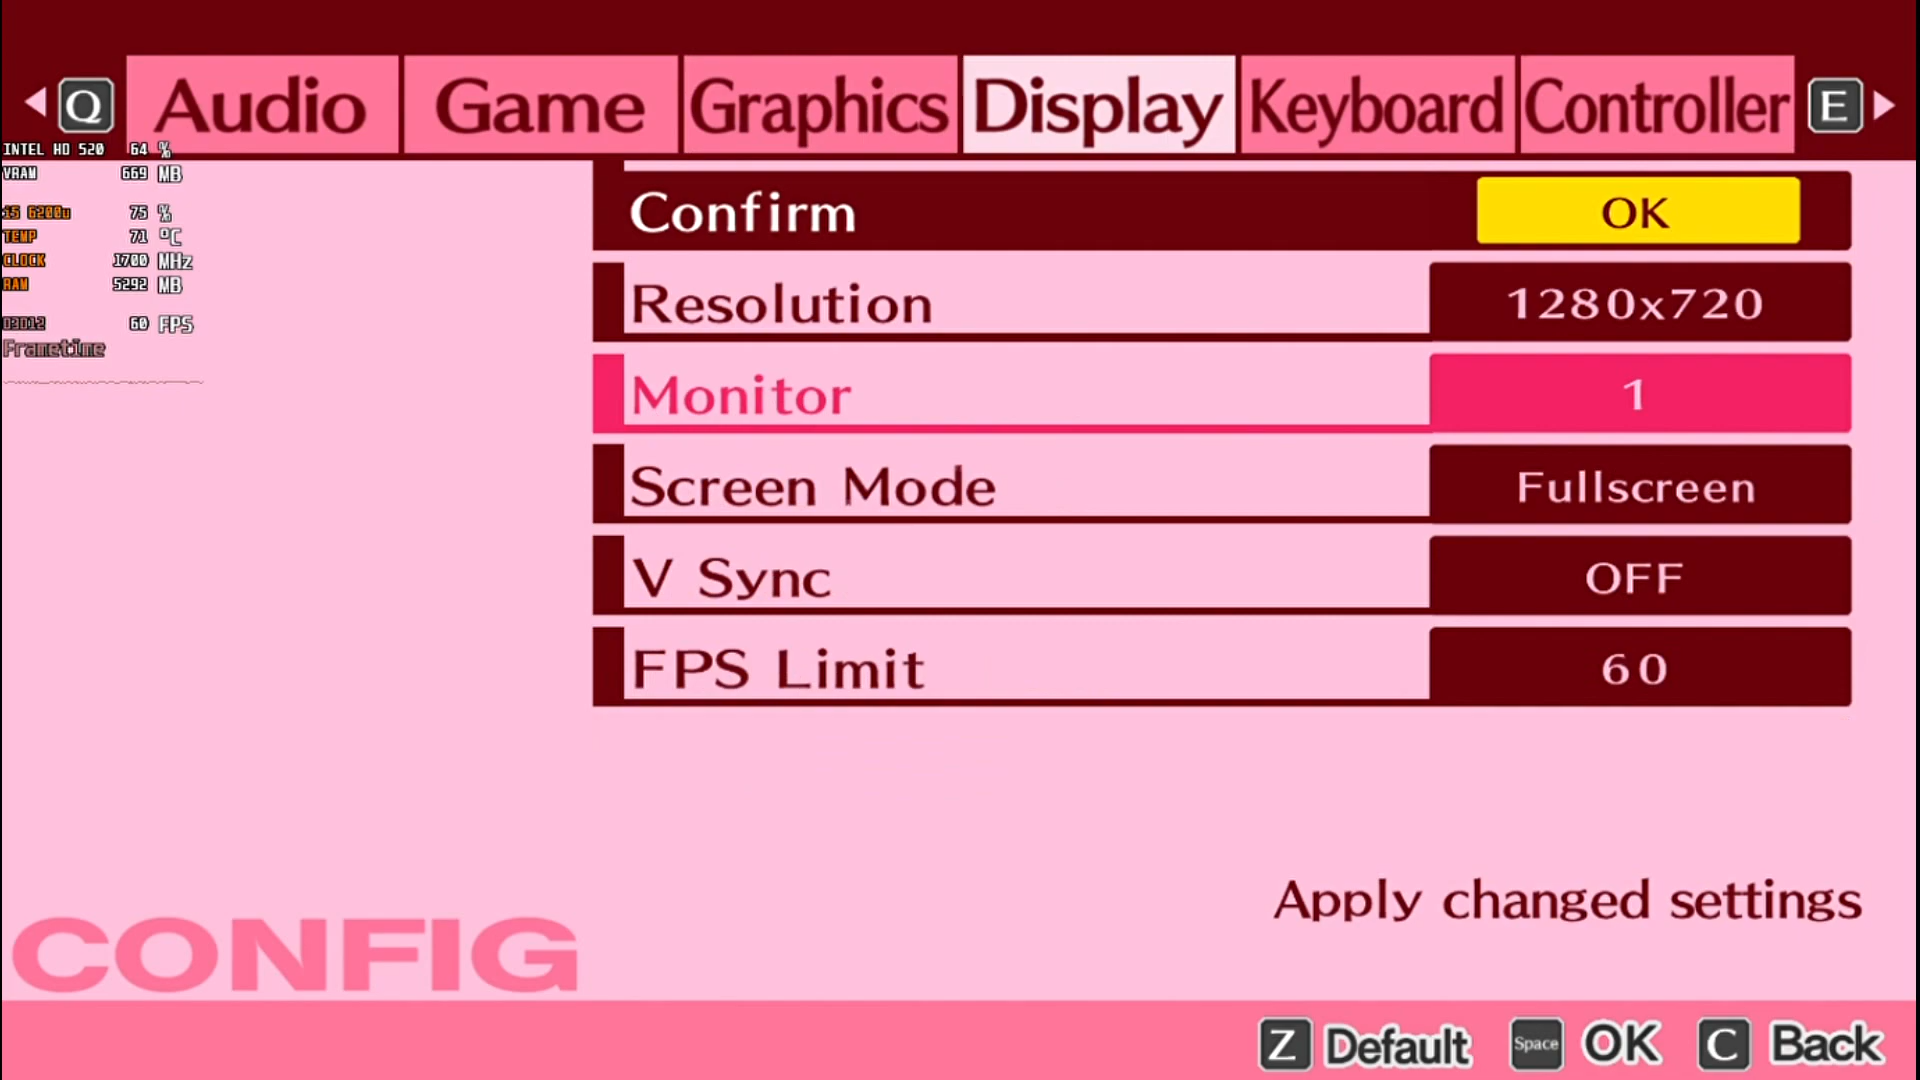 Q Audio Game Graphics Display Keyboard Controller E
INTEL HD 520 64 %
VRAM 669 MB
i5 6200u 75 %
TEMP 71 °C
CLOCK 1700 MHz
RAM 5292 MB
D3D12 60 FPS
Frametime
Confirm OK
Resolution 1280x720
Monitor 1
Screen Mode Fullscreen
V Sync OFF
FPS Limit 60
Apply changed settings
CONFIG
Z Default Space OK C Back